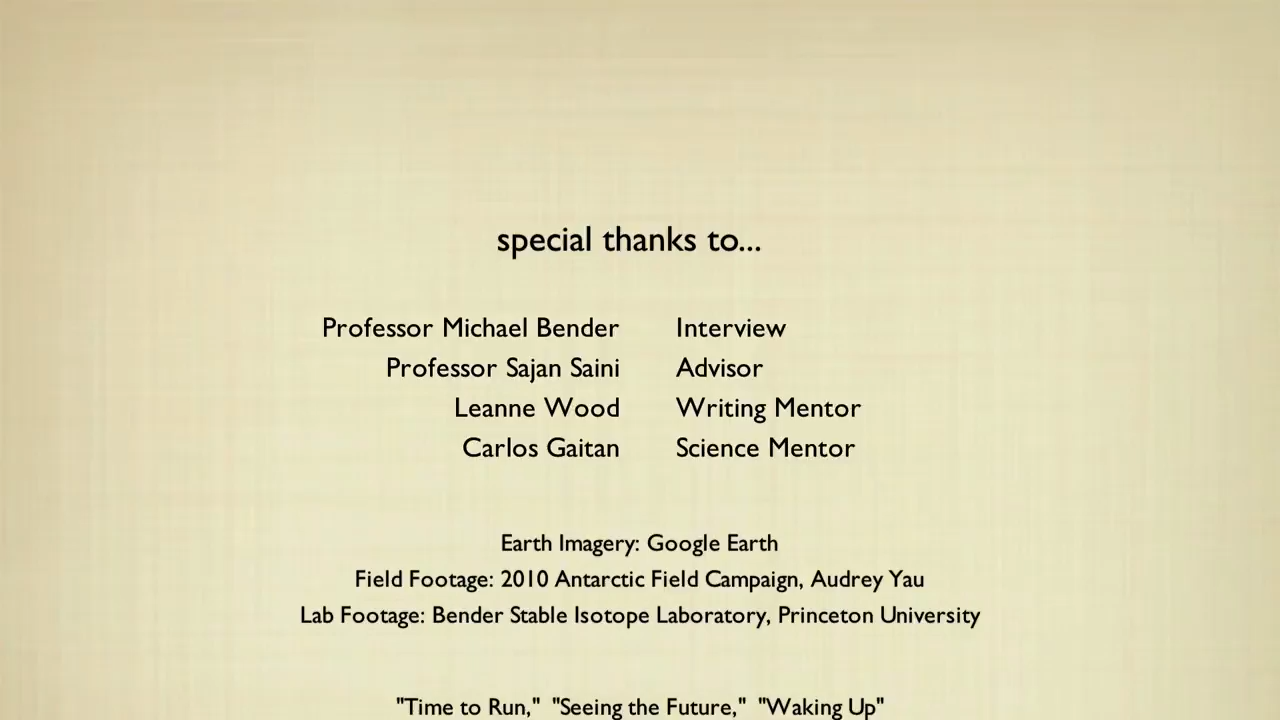 special thanks to...
Professor Michael Bender Interview
Professor Sajan Saini Advisor
Leanne Wood Writing Mentor
Carlos Gaitan Science Mentor
Earth Imagery: Google Earth
Field Footage: 2010 Antarctic Field Campaign, Audrey Yau
Lab Footage: Bender Stable Isotope Laboratory, Princeton University
"Time to Run," "Seeing the Future," "Waking Up"